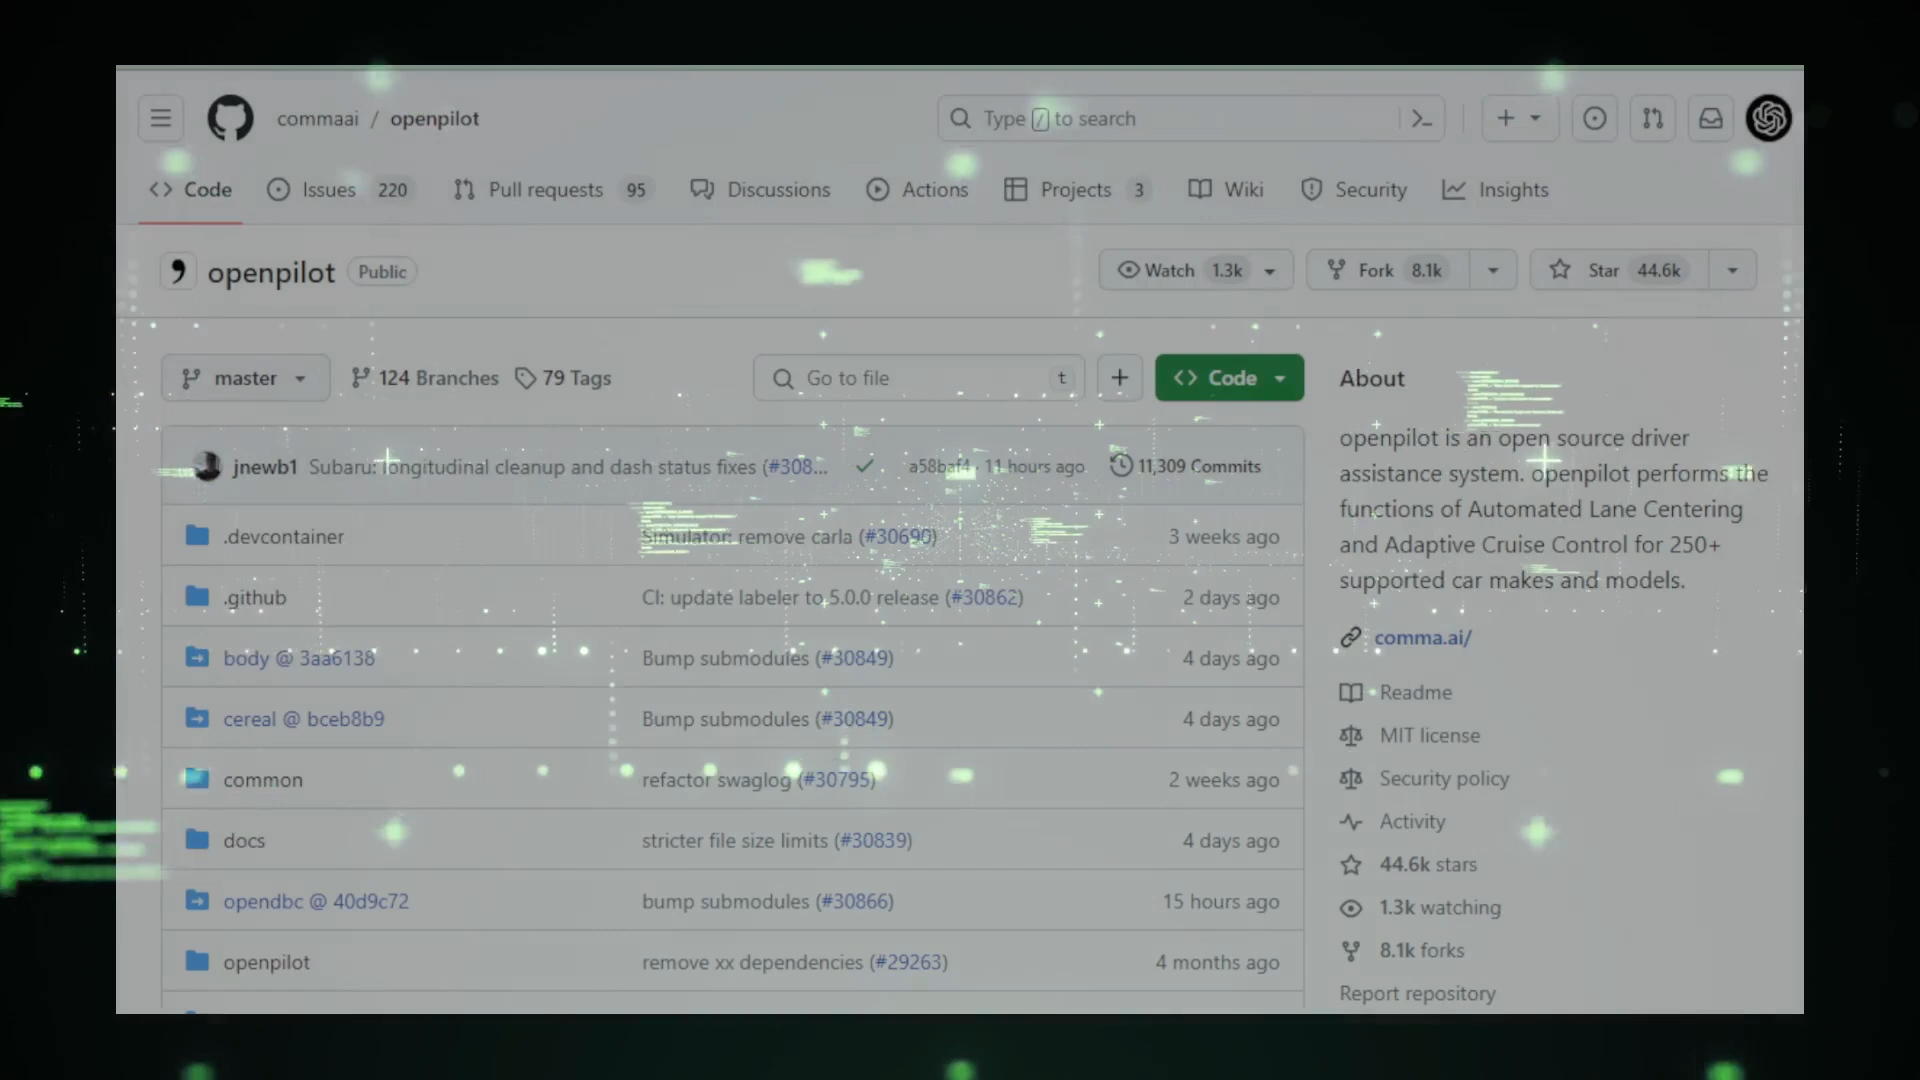 commaai / openpilot
Type / to search
Code
Issues 220
Pull requests 95
Discussions
Actions
Projects 3
Wiki
Security
Insights
openpilot Public
Watch 1.3k
Fork 8.1k
Star 44.6k
master
124 Branches
79 Tags
Go to file t
Code
jnewb1 Subaru: longitudinal cleanup and dash status fixes (#308... a58baf4 · 11 hours ago 11,309 Commits
.devcontainer Simulator: remove carla (#30690) 3 weeks ago
.github CI: update labeler to 5.0.0 release (#30862) 2 days ago
body @ 3aa6138 Bump submodules (#30849) 4 days ago
cereal @ bceb8b9 Bump submodules (#30849) 4 days ago
common refactor swaglog (#30795) 2 weeks ago
docs stricter file size limits (#30839) 4 days ago
opendbc @ 40d9c72 bump submodules (#30866) 15 hours ago
openpilot remove xx dependencies (#29263) 4 months ago
About
openpilot is an open source driver
assistance system. openpilot performs the
functions of Automated Lane Centering
and Adaptive Cruise Control for 250+
supported car makes and models.
comma.ai/
Readme
MIT license
Security policy
Activity
44.6k stars
1.3k watching
8.1k forks
Report repository